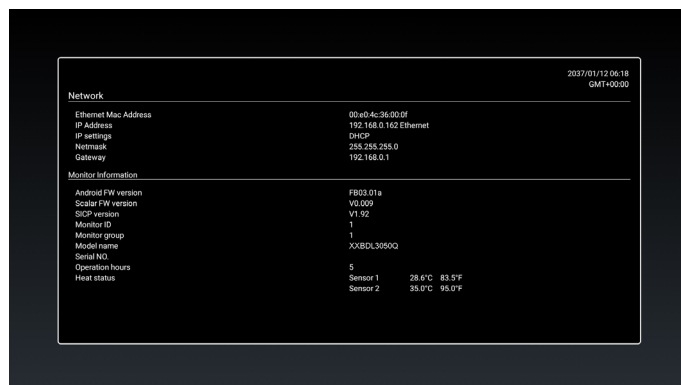 2037/01/12 06:18
GMT+00:00
Network
Ethernet Mac Address 00:e0:4c:36:00:0f
IP Address 192.168.0.162 Ethernet
IP settings DHCP
Netmask 255.255.255.0
Gateway 192.168.0.1
Monitor Information
Android FW version FB03.01a
Scalar FW version V0.009
SICP version V1.92
Monitor ID 1
Monitor group 1
Model name XXBDL3050Q
Serial NO.
Operation hours 5
Heat status Sensor 1 28.6°C 83.5°F
Sensor 2 35.0°C 95.0°F